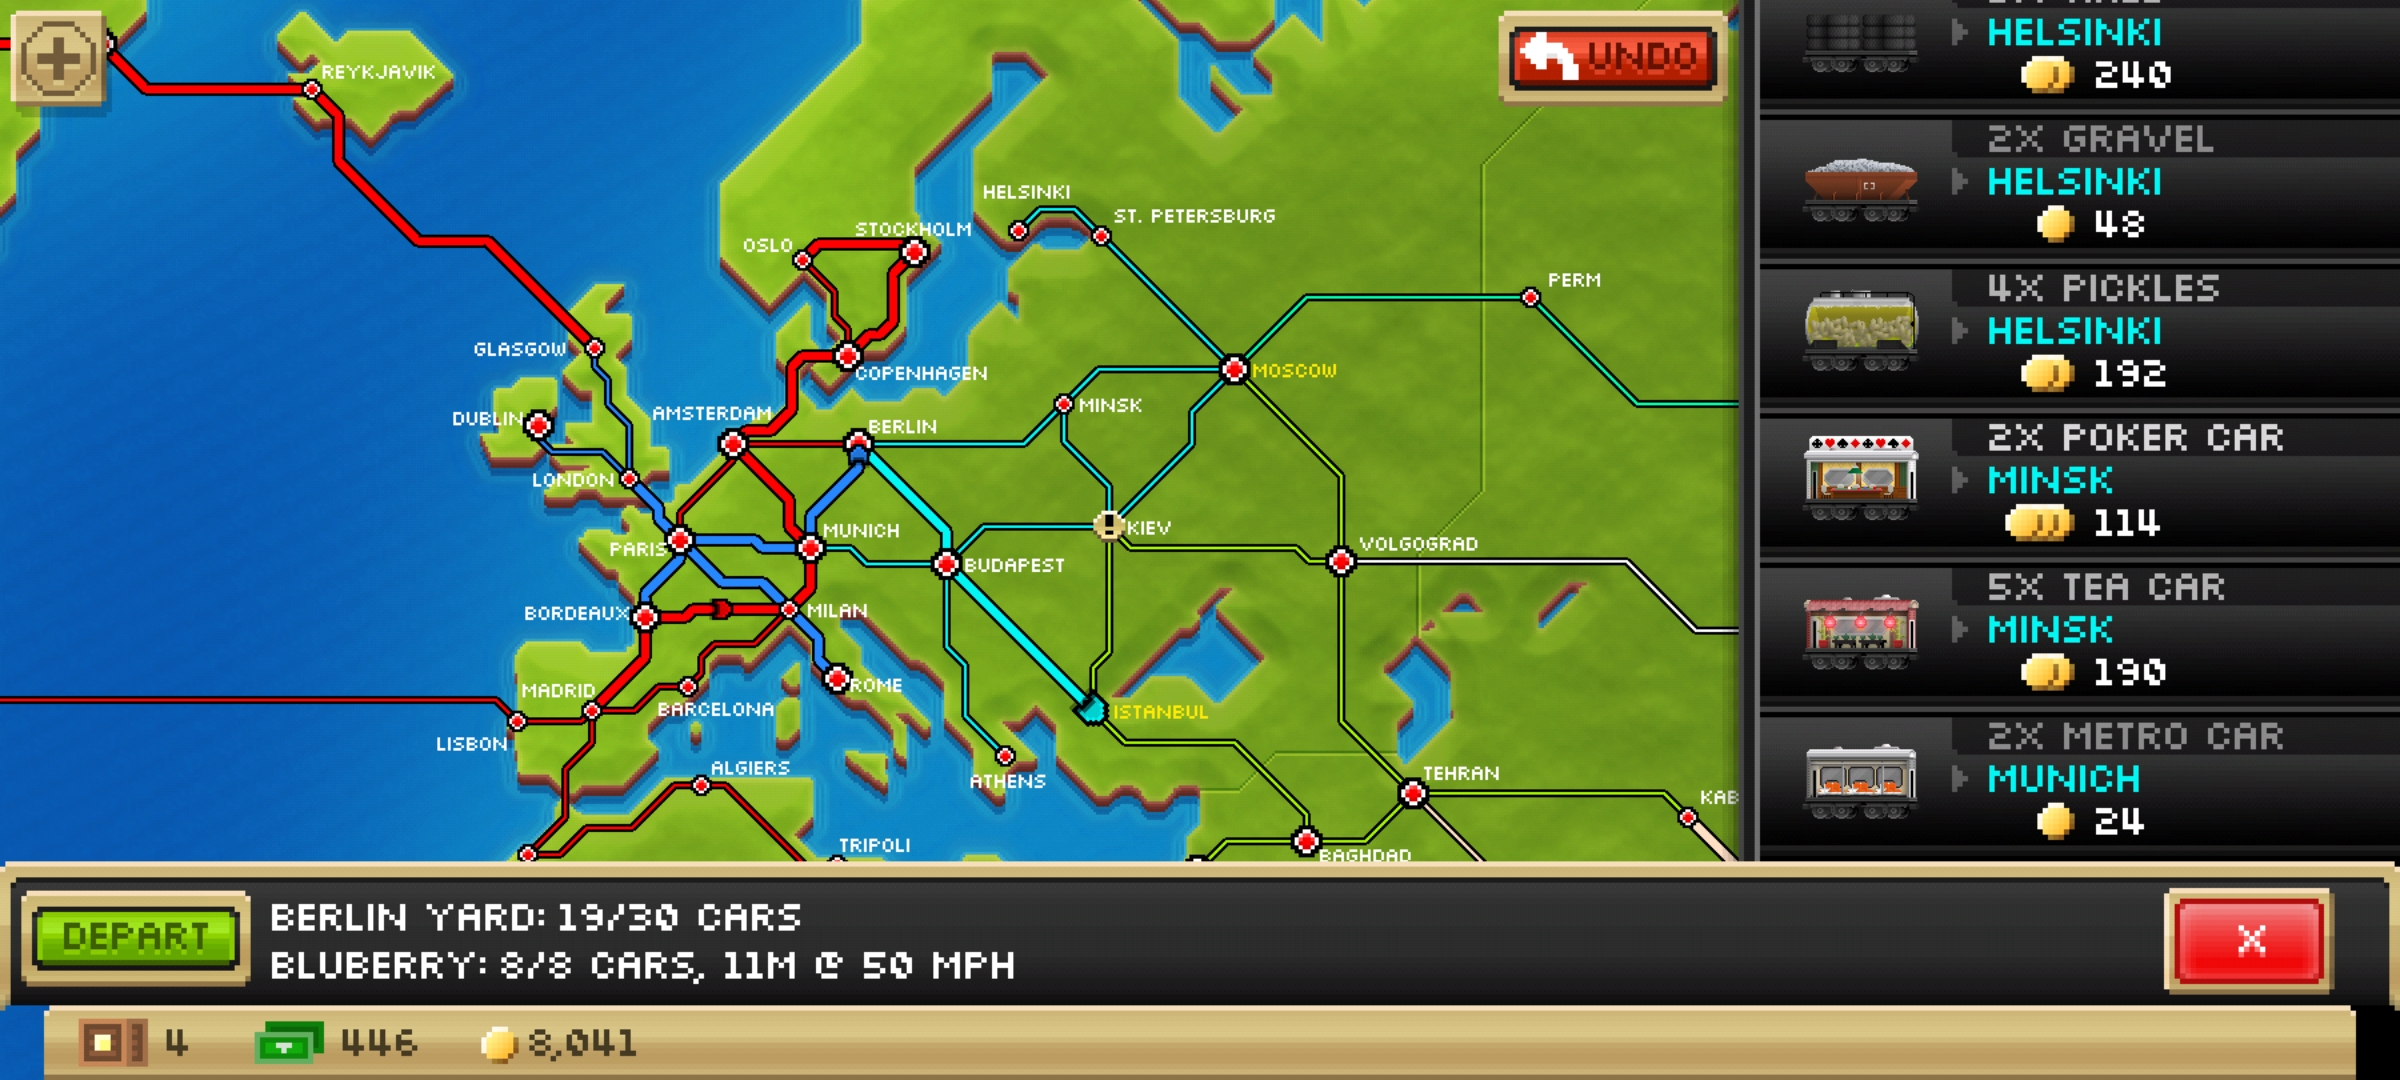 REYKJAVIK
UNDO
HELSINKI
240
2X GRAVEL
HELSINKI
48
4X PICKLES
HELSINKI
192
2X POKER CAR
MINSK
114
5X TEA CAR
MINSK
190
2X METRO CAR
MUNICH
24
HELSINKI
ST. PETERSBURG
STOCKHOLM
OSLO
PERM
GLASGOW
COPENHAGEN
MOSCOW
MINSK
AMSTERDAM
DUBLIN
BERLIN
LONDON
MUNICH
KIEV
VOLGOGRAD
PARIS
BUDAPEST
BORDEAUX
MILAN
MADRID
ROME
BARCELONA
ISTANBUL
LISBON
ALGIERS
ATHENS
TEHRAN
KAB
TRIPOLI
BAGHDAD
DEPART
BERLIN YARD: 19/30 CARS
BLUBERRY: 8/8 CARS, 11M @ 50 MPH
X
4
446
8,041